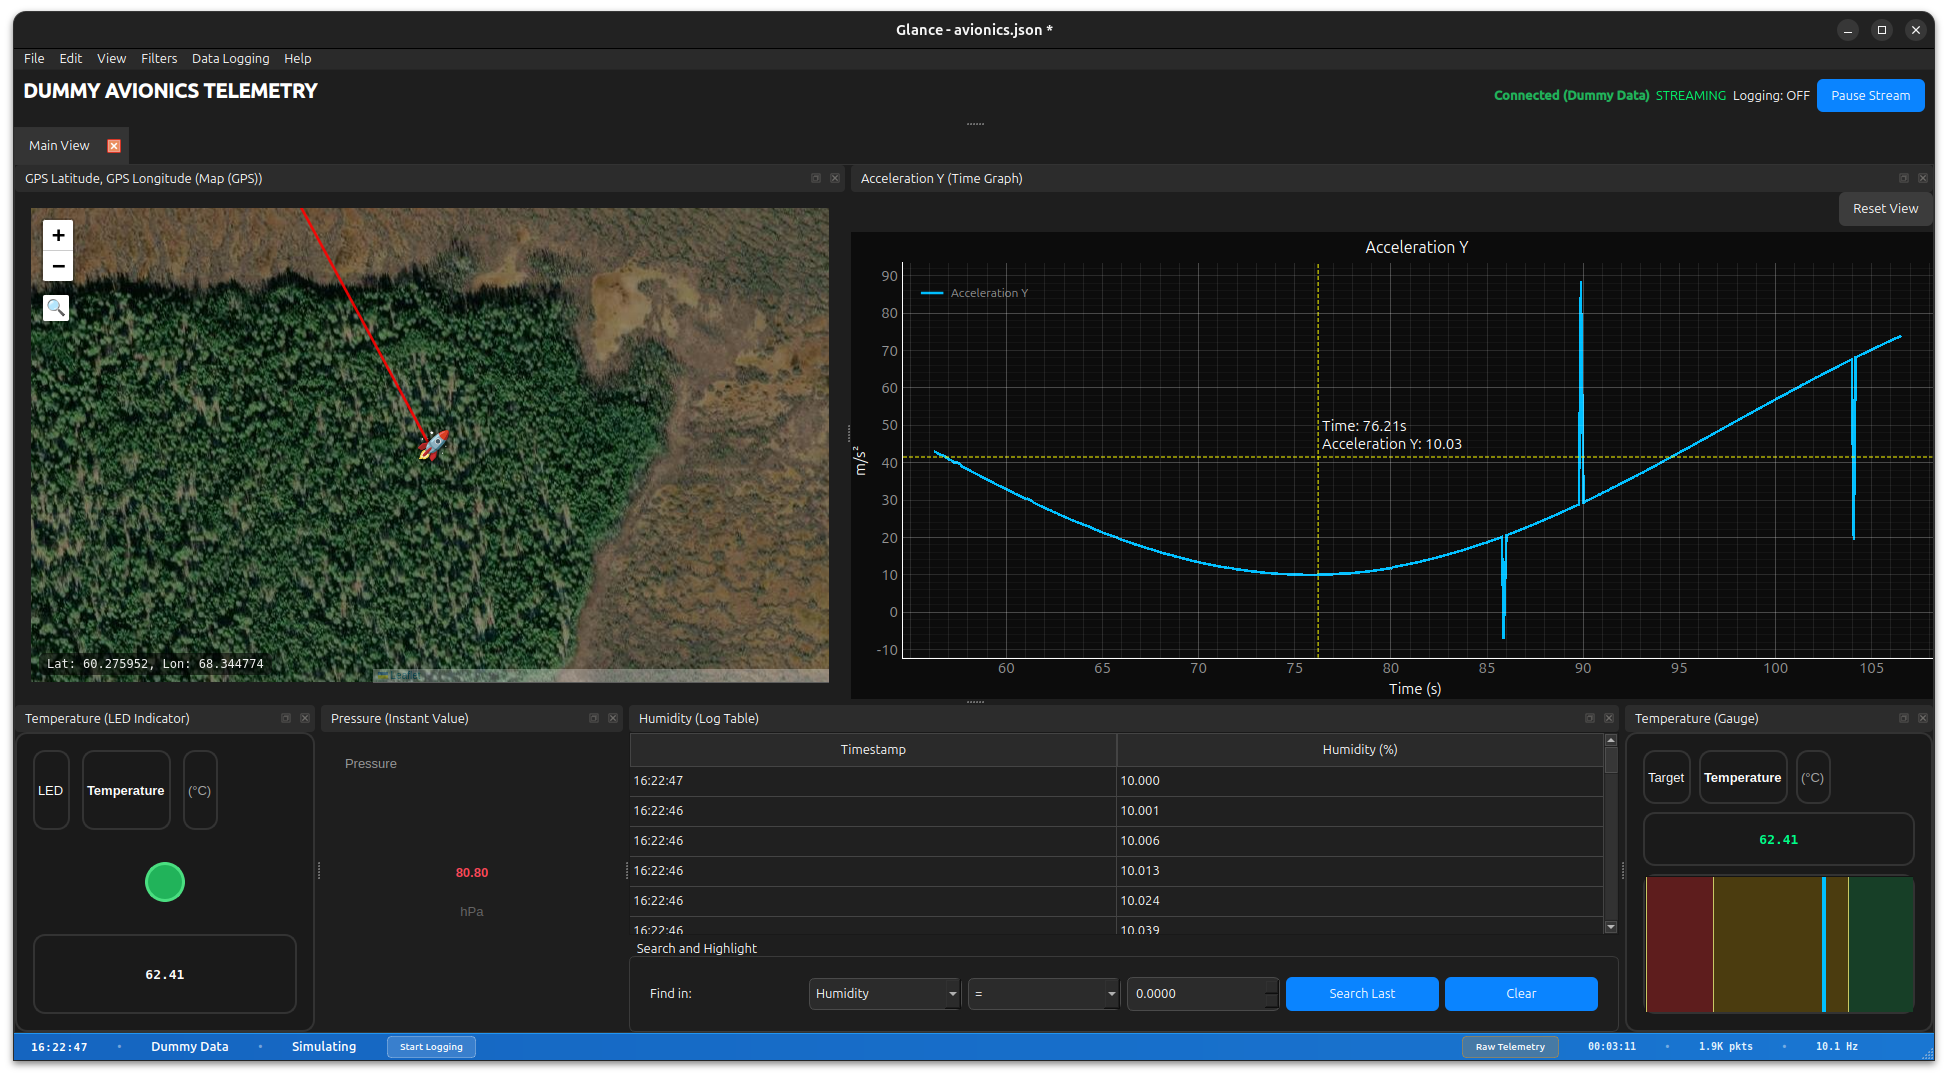 Glance - avionics.json *
File Edit View Filters Data Logging Help
DUMMY AVIONICS TELEMETRY
Connected (Dummy Data) STREAMING Logging: OFF Pause Stream
Main View
GPS Latitude, GPS Longitude (Map (GPS))
+
−
Lat: 60.275952, Lon: 68.344774
Acceleration Y (Time Graph)
Reset View
Acceleration Y
90
80
70
60
50
40
30
20
10
0
-10
m/s²
Acceleration Y
Time: 76.21s
Acceleration Y: 10.03
60 65 70 75 80 85 90 95 100 105
Time (s)
Temperature (LED Indicator)
LED Temperature (°C)
62.41
Pressure (Instant Value)
Pressure
80.80
hPa
Humidity (Log Table)
Timestamp Humidity (%)
16:22:47 10.000
16:22:46 10.001
16:22:46 10.006
16:22:46 10.013
16:22:46 10.024
16:22:46 10.039
Search and Highlight
Find in: Humidity = 0.0000 Search Last Clear
Temperature (Gauge)
Target Temperature (°C)
62.41
16:22:47 • Dummy Data • Simulating Start Logging Raw Telemetry 00:03:11 • 1.9K pkts • 10.1 Hz